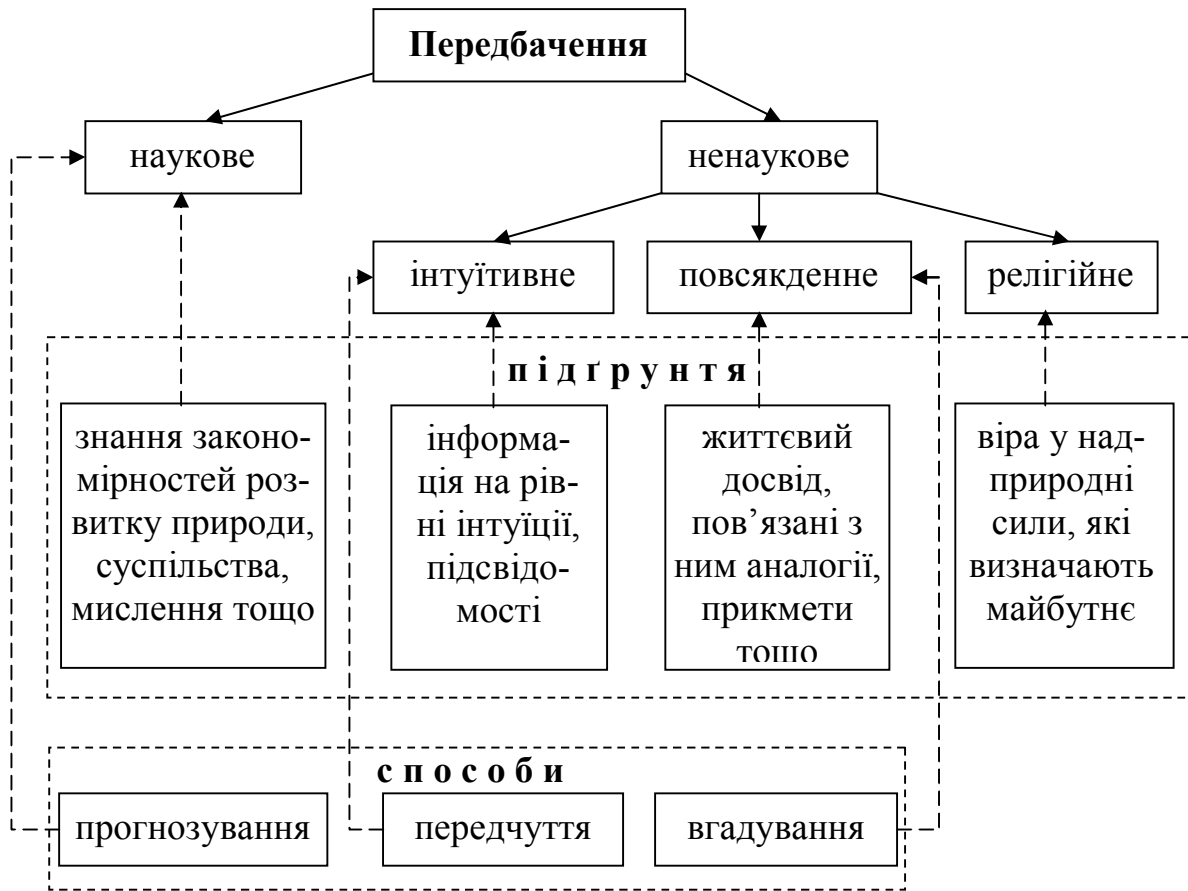 Передбачення
наукове
ненаукове
інтуїтивне
повсякденне
релігійне
п і д ґ р у н т я
знання законо-
мірностей роз-
витку природи,
суспільства,
мислення тощо
інформа-
ція на рів-
ні інтуїції,
підсвідо-
мості
життєвий
досвід,
пов’язані з
ним аналогії,
прикмети
тощо
віра у над-
природні
сили, які
визначають
майбутнє
с п о с о б и
прогнозування
передчуття
вгадування